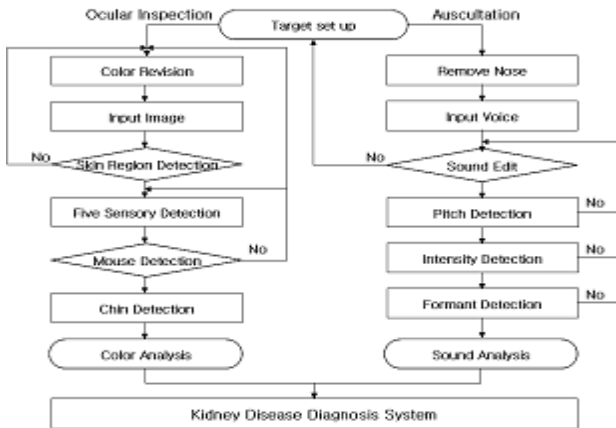 Ocular Inspection
Target set up
Auscultation
Color Revision
Input Image
No
Skin Region Detection
Five Sensory Detection
Mouse Detection
No
Chin Detection
Color Analysis
Remove Nose
Input Voice
No
Sound Edit
Pitch Detection
No
Intensity Detection
No
Formant Detection
No
Sound Analysis
Kidney Disease Diagnosis System